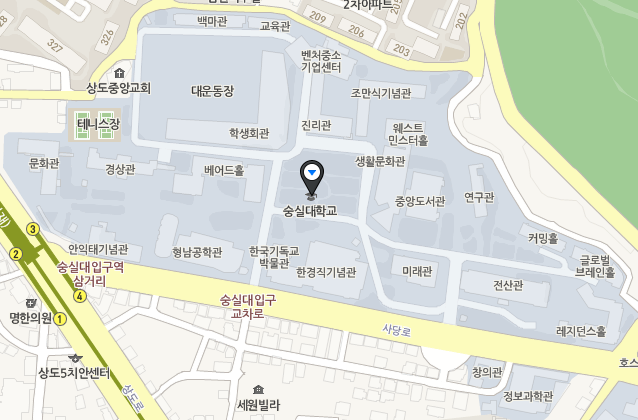 2차아파트
백마관
교육관
209
206
205
202
203
326
327
벤처중소
기업센터
상도중앙교회
대운동장
조만식기념관
테니스장
학생회관
진리관
웨스트
민스터홀
문화관
경상관
베어드홀
생활문화관
숭실대학교
중앙도서관
연구관
3
2
안익태기념관
형남공학관
한국기독교
박물관
커밍홀
글로벌
브레인홀
숭실대입구역
삼거리
한경직기념관
미래관
전산관
4
숭실대입구
교차로
명한의원
1
사당로
레지던스홀
상도5치안센터
창의관
호스
상도로
세원빌라
정보과학관